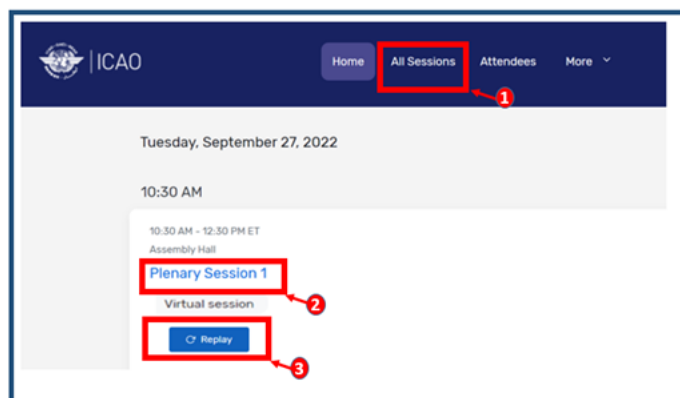 ICAO Home All Sessions Attendees More
1
Tuesday, September 27, 2022
10:30 AM
10:30 AM - 12:30 PM ET
Assembly Hall
Plenary Session 1
Virtual session
2
Replay
3